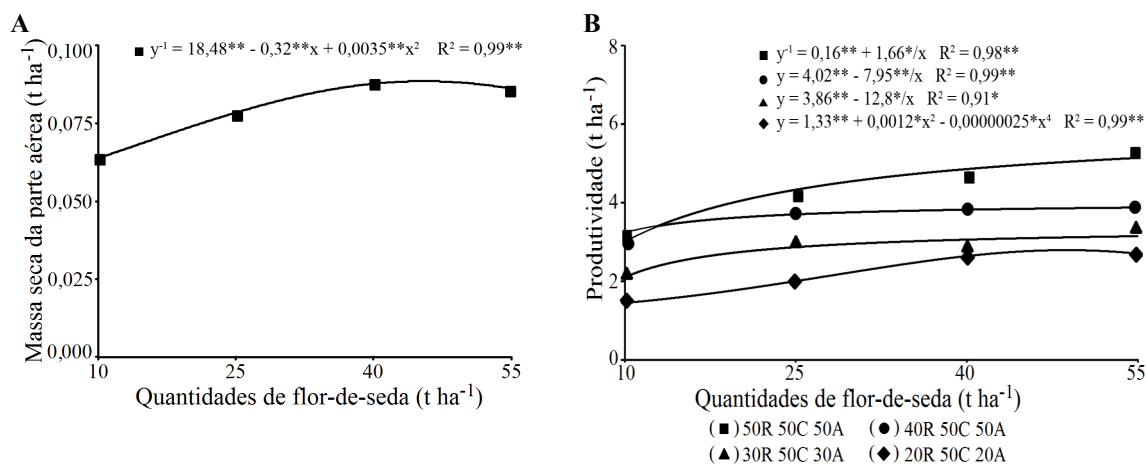 A
■ y⁻¹ = 18,48** - 0,32**x + 0,0035**x² R² = 0,99**
Massa seca da parte aérea (t ha⁻¹)
0,100
0,075
0,050
0,025
0,000
10 25 40 55
Quantidades de flor-de-seda (t ha⁻¹)
B
■ y⁻¹ = 0,16** + 1,66*/x R² = 0,98**
● y = 4,02** - 7,95**/x R² = 0,99**
▲ y = 3,86** - 12,8*/x R² = 0,91*
◆ y = 1,33** + 0,0012*x² - 0,00000025*x⁴ R² = 0,99**
Produtividade (t ha⁻¹)
8
6
4
2
0
10 25 40 55
Quantidades de flor-de-seda (t ha⁻¹)
(■) 50R 50C 50A (●) 40R 50C 50A
(▲) 30R 50C 30A (◆) 20R 50C 20A